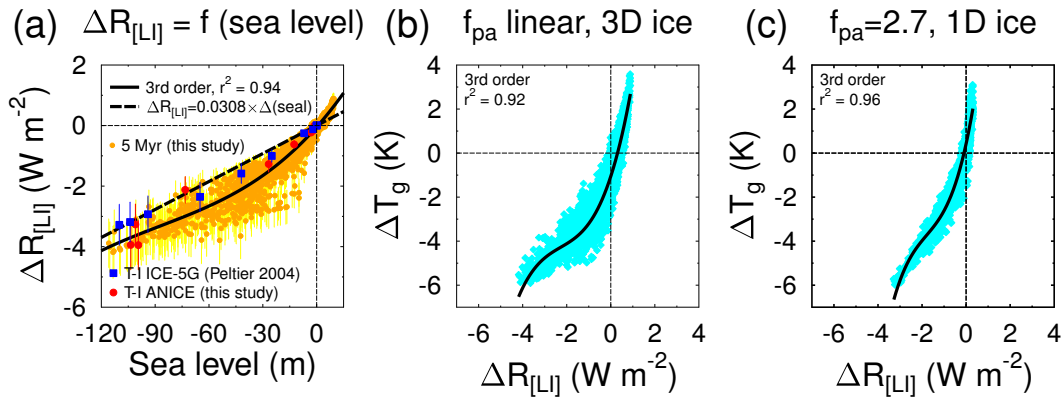 (a) ΔR[LI] = f (sea level)
ΔR[LI] (W m-2)
2
0
-2
-4
-6
3rd order, r2 = 0.94
ΔR[LI]=0.0308×Δ(seal)
5 Myr (this study)
T-I ICE-5G (Peltier 2004)
T-I ANICE (this study)
-120 -90 -60 -30 0
Sea level (m)
(b) fpa linear, 3D ice
ΔTg (K)
4
2
0
-2
-4
-6
3rd order
r2 = 0.92
-6 -4 -2 0 2 4
ΔR[LI] (W m-2)
(c) fpa=2.7, 1D ice
ΔTg (K)
4
2
0
-2
-4
-6
3rd order
r2 = 0.96
-6 -4 -2 0 2 4
ΔR[LI] (W m-2)